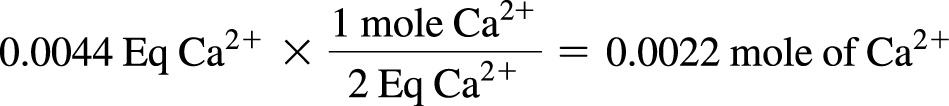 0.0044 Eq Ca²⁺ × 1 mole Ca²⁺ / 2 Eq Ca²⁺ = 0.0022 mole of Ca²⁺